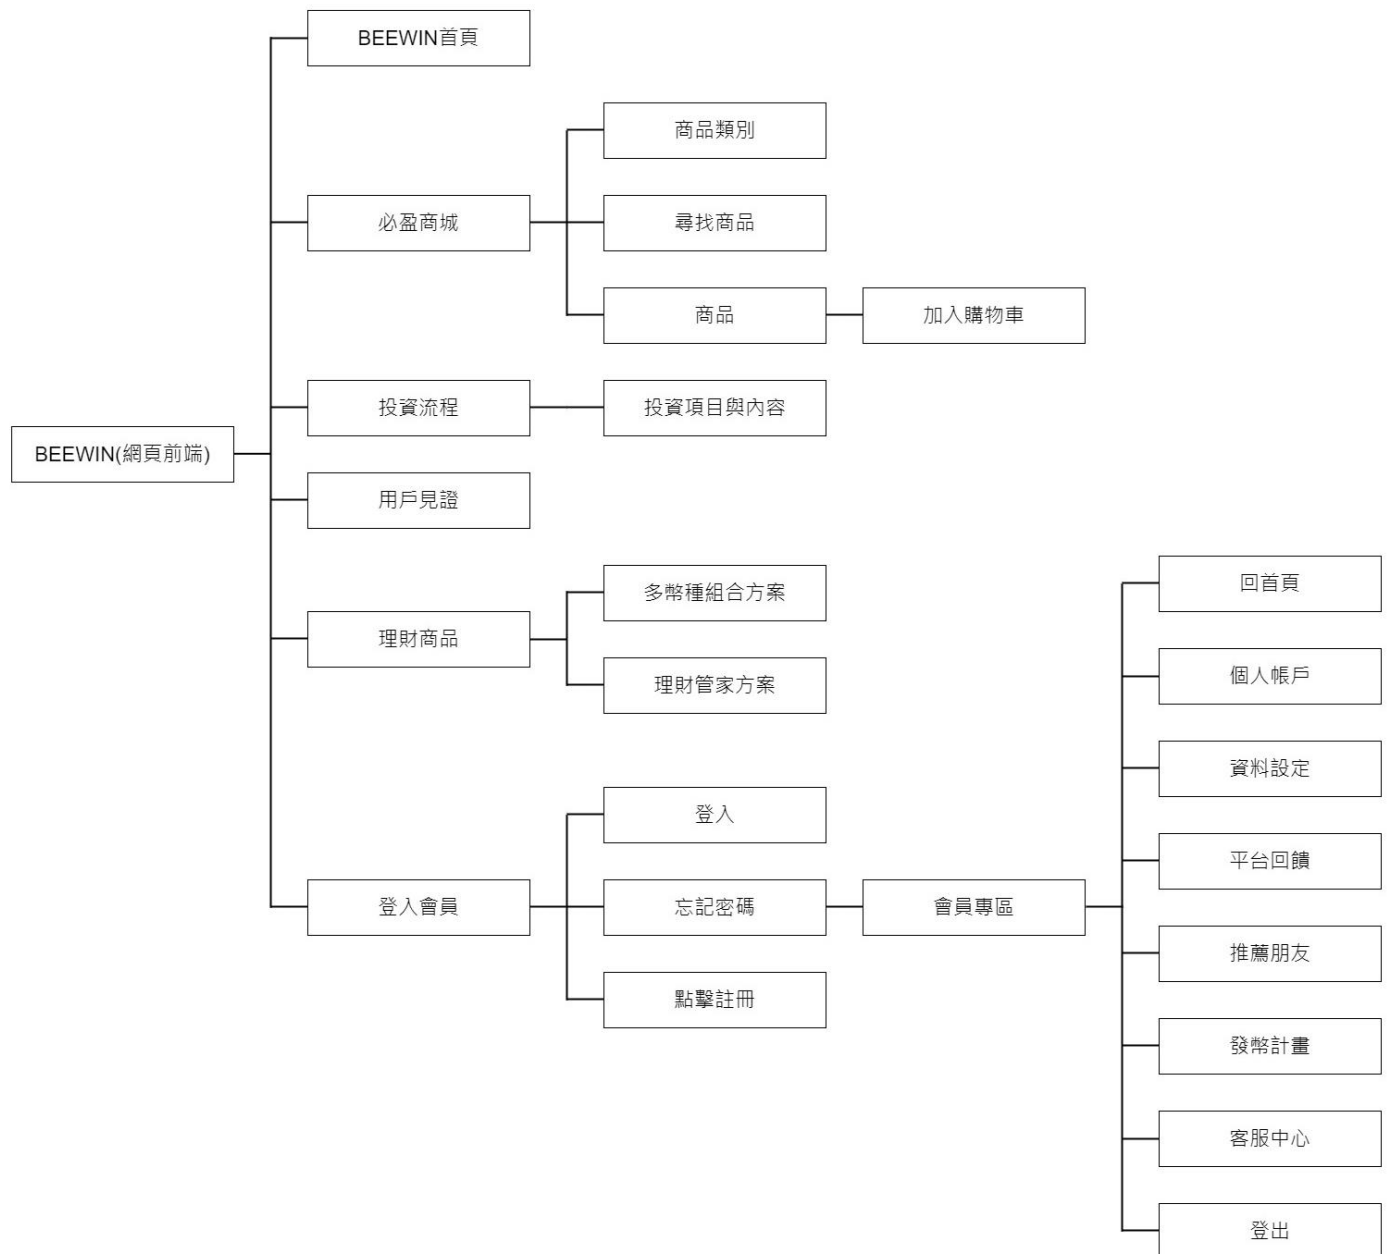 BEEWIN首頁
商品類別
必盈商城
尋找商品
商品
加入購物車
投資流程
投資項目與內容
BEEWIN(網頁前端)
用戶見證
多幣種組合方案
理財商品
理財管家方案
回首頁
個人帳戶
資料設定
登入
平台回饋
登入會員
忘記密碼
會員專區
推薦朋友
點擊註冊
發幣計畫
客服中心
登出